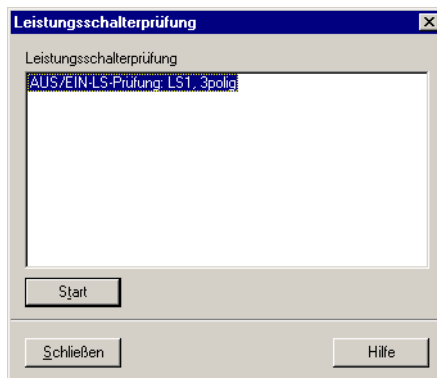 Leistungsschalterprüfung
Leistungsschalterprüfung
AUS/EIN-LS-Prüfung: LS1, 3polig
Start
Schließen
Hilfe